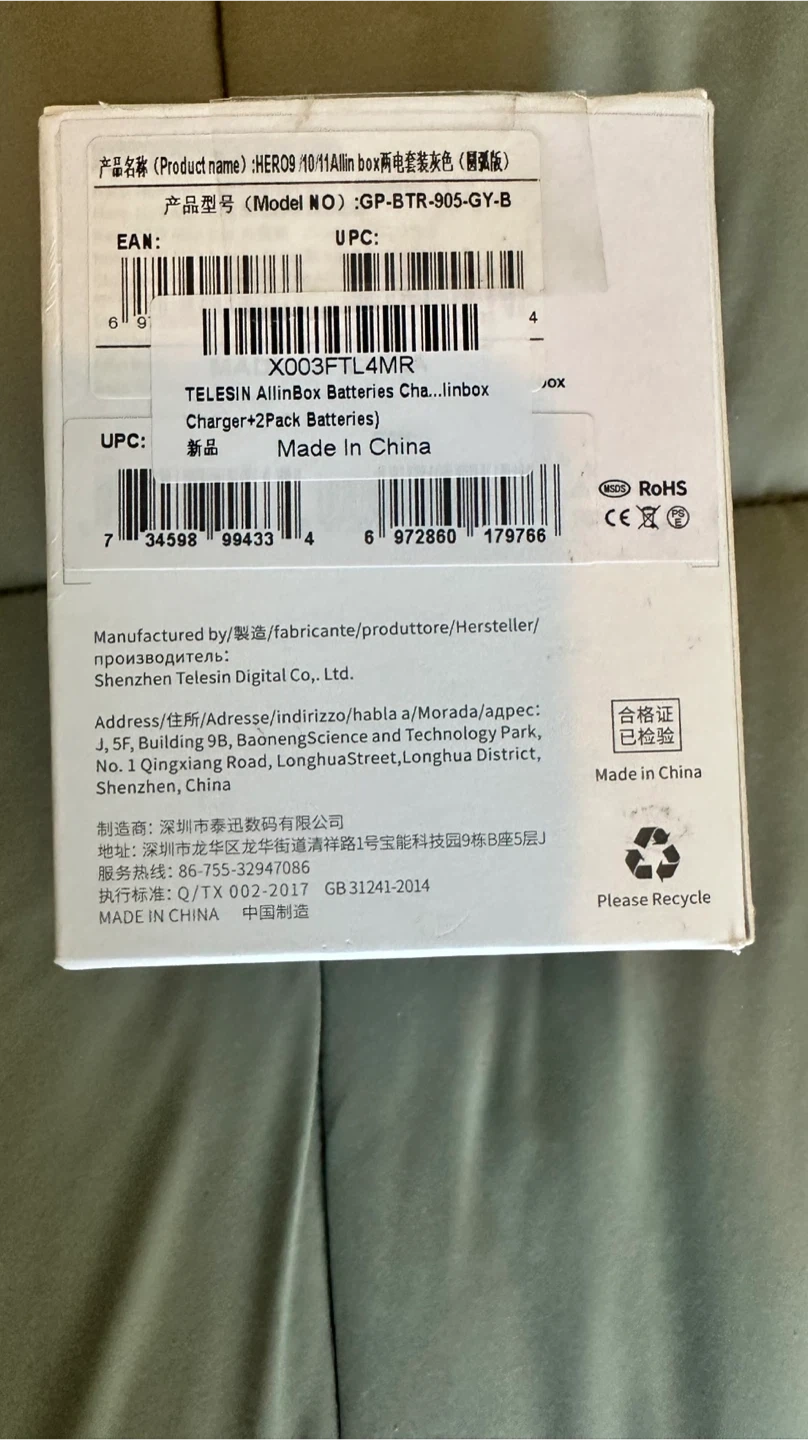 产品名称（Product name）:HERO9 /10/11Allin box两电套装灰色（圆弧版）
产品型号（Model NO）:GP-BTR-905-GY-B
EAN:
UPC:
6 9
4
X003FTL4MR
TELESIN AllinBox Batteries Cha...linbox
Charger+2Pack Batteries)
新品 Made In China
ox
UPC:
7 34598 99433 4
6 972860 179766
MSDS RoHS
CE PS E
Manufactured by/製造/fabricante/produttore/Hersteller/
производитель:
Shenzhen Telesin Digital Co,. Ltd.
Address/住所/Adresse/indirizzo/habla a/Morada/адрес:
J, 5F, Building 9B, BaonengScience and Technology Park,
No. 1 Qingxiang Road, LonghuaStreet,Longhua District,
Shenzhen, China
合格证
已检验
Made in China
制造商: 深圳市泰迅数码有限公司
地址: 深圳市龙华区龙华街道清祥路1号宝能科技园9栋B座5层J
服务热线: 86-755-32947086
执行标准: Q/TX 002-2017 GB 31241-2014
MADE IN CHINA 中国制造
Please Recycle